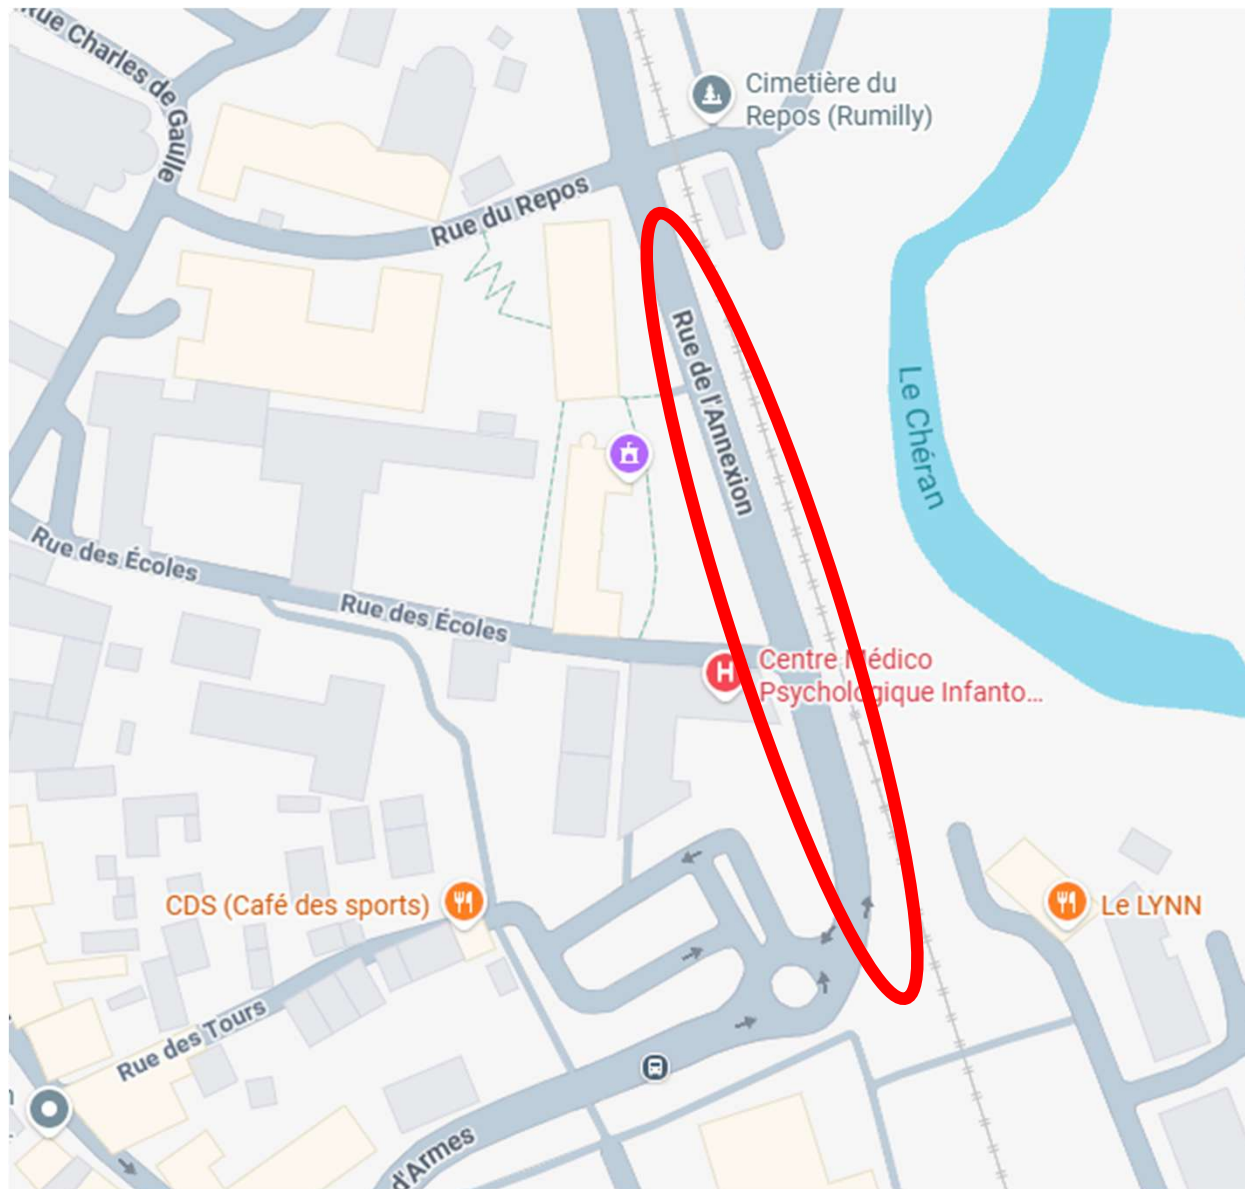 Rue Charles de Gaulle
Cimetière du
Repos (Rumilly)
Rue du Repos
Rue de l'Annexion
Le Chéran
Rue des Écoles
Rue des Écoles
Centre Médico
Psychologique Infanto...
CDS (Café des sports)
Le LYNN
Rue des Tours
d'Armes